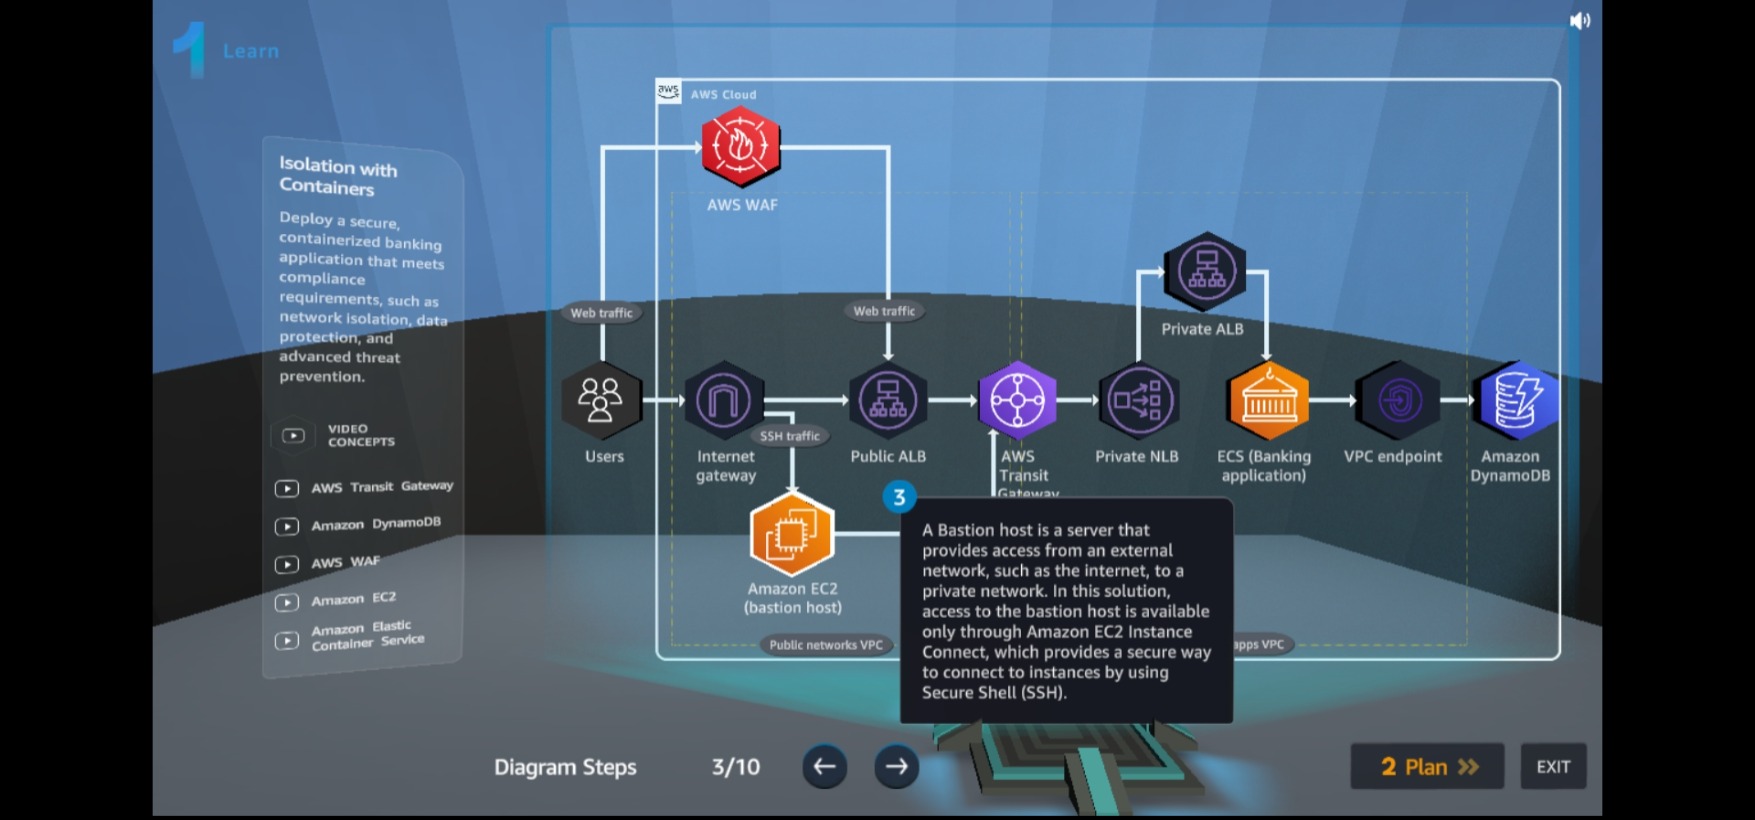 1 Learn
aws
AWS Cloud
Isolation with
Containers
Deploy a secure,
containerized banking
application that meets
compliance
requirements, such as
network isolation, data
protection, and
advanced threat
prevention.
VIDEO
CONCEPTS
AWS Transit Gateway
Amazon DynamoDB
AWS WAF
Amazon EC2
Amazon Elastic
Container Service
AWS WAF
Web traffic
Web traffic
Private ALB
Users
Internet
gateway
SSH traffic
Public ALB
AWS
Transit
Gateway
Private NLB
ECS (Banking
application)
VPC endpoint
Amazon
DynamoDB
Amazon EC2
(bastion host)
Public networks VPC
apps VPC
3
A Bastion host is a server that
provides access from an external
network, such as the internet, to a
private network. In this solution,
access to the bastion host is available
only through Amazon EC2 Instance
Connect, which provides a secure way
to connect to instances by using
Secure Shell (SSH).
Diagram Steps 3/10
2 Plan
EXIT